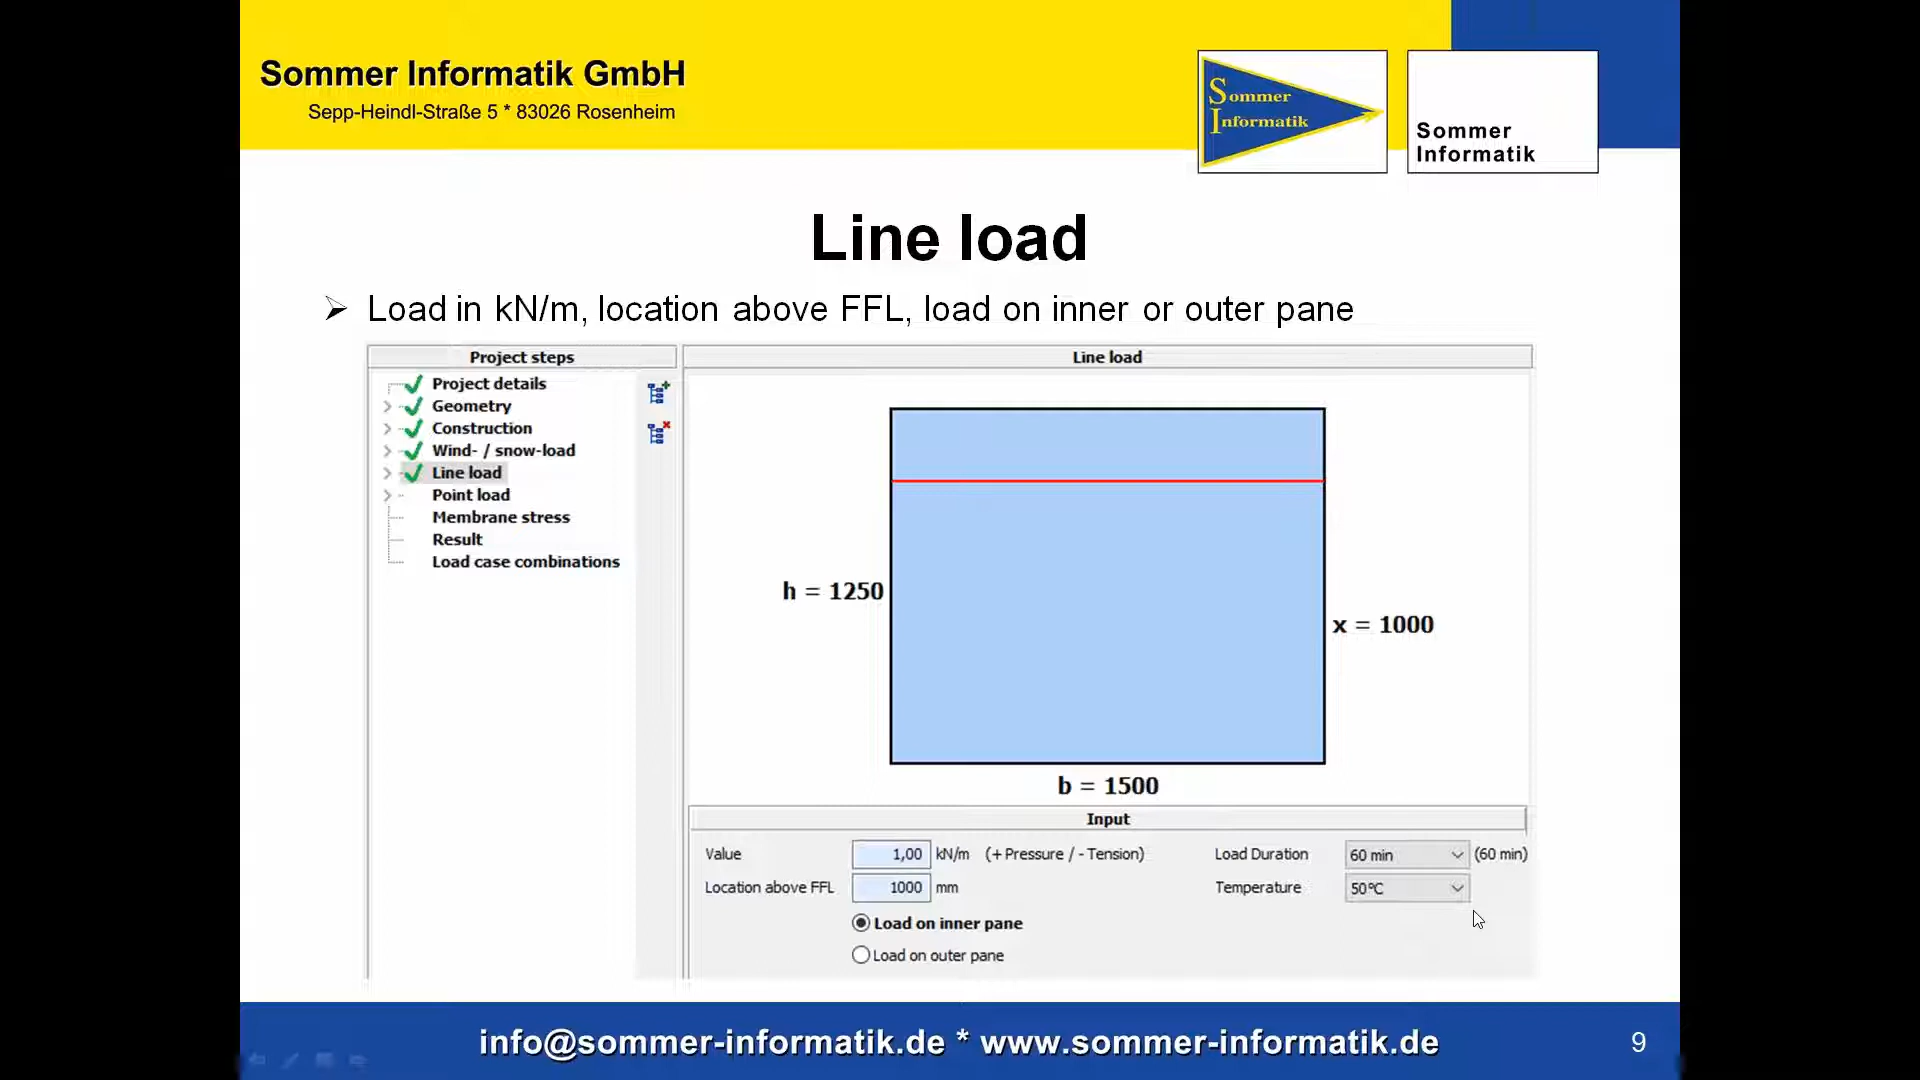 Sommer Informatik GmbH
Sepp-Heindl-Straße 5 * 83026 Rosenheim
Sommer
Informatik
Sommer
Informatik
Line load
Load in kN/m, location above FFL, load on inner or outer pane
Project steps
Project details
Geometry
Construction
Wind- / snow-load
Line load
Point load
Membrane stress
Result
Load case combinations
Line load
h = 1250
x = 1000
b = 1500
Input
Value 1,00 kN/m (+ Pressure / - Tension) Load Duration 60 min (60 min)
Location above FFL 1000 mm Temperature 50°C
Load on inner pane
Load on outer pane
info@sommer-informatik.de * www.sommer-informatik.de 9